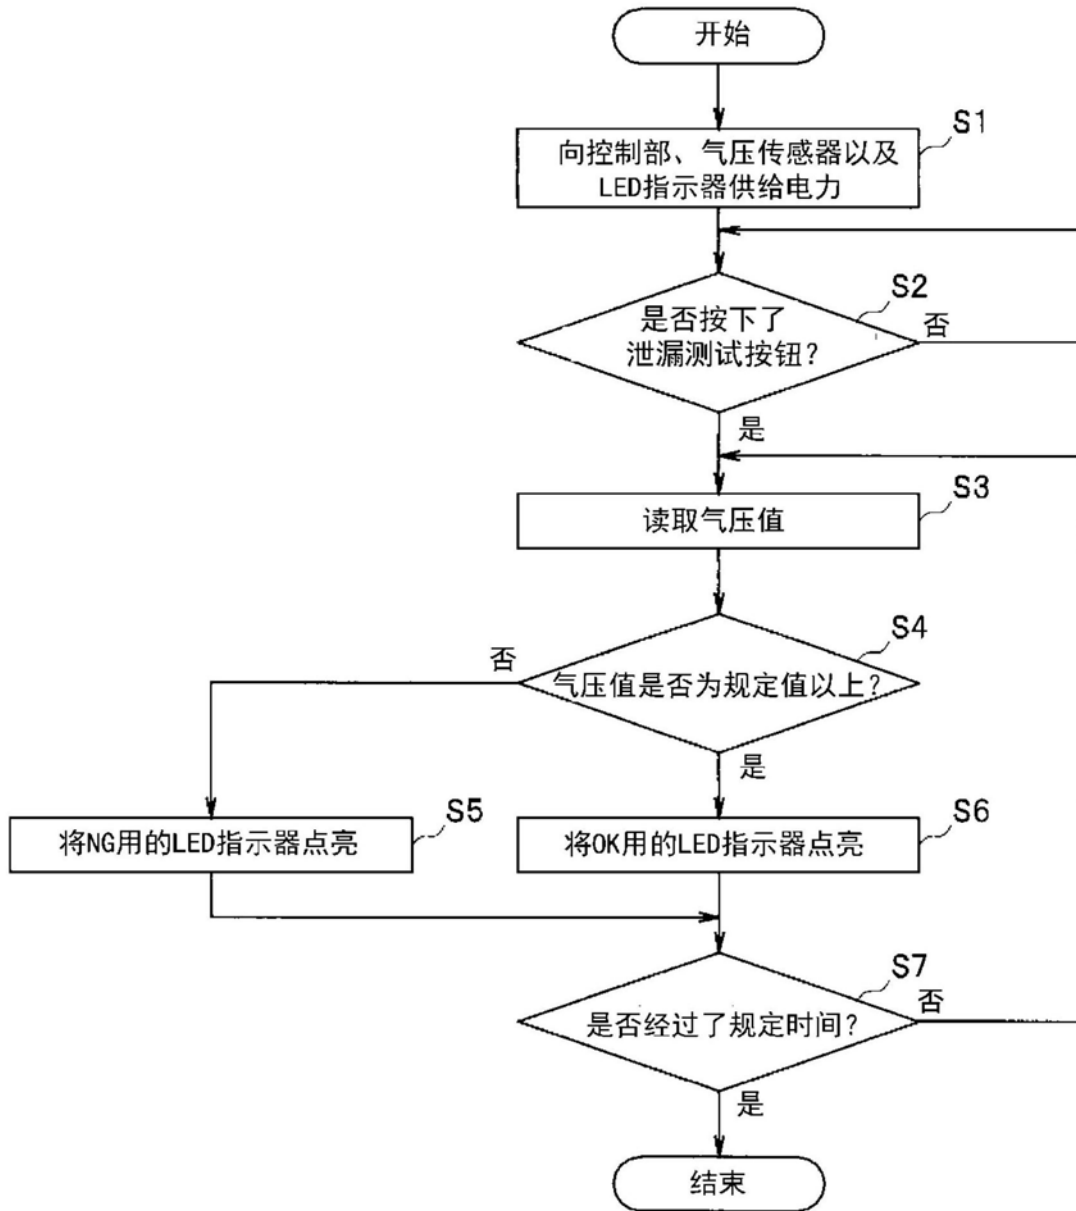 开始
S1
向控制部、气压传感器以及
LED指示器供给电力
S2
是否按下了
泄漏测试按钮?
否
是
S3
读取气压值
S4
否
气压值是否为规定值以上?
是
S5
将NG用的LED指示器点亮
S6
将OK用的LED指示器点亮
S7
是否经过了规定时间?
否
是
结束